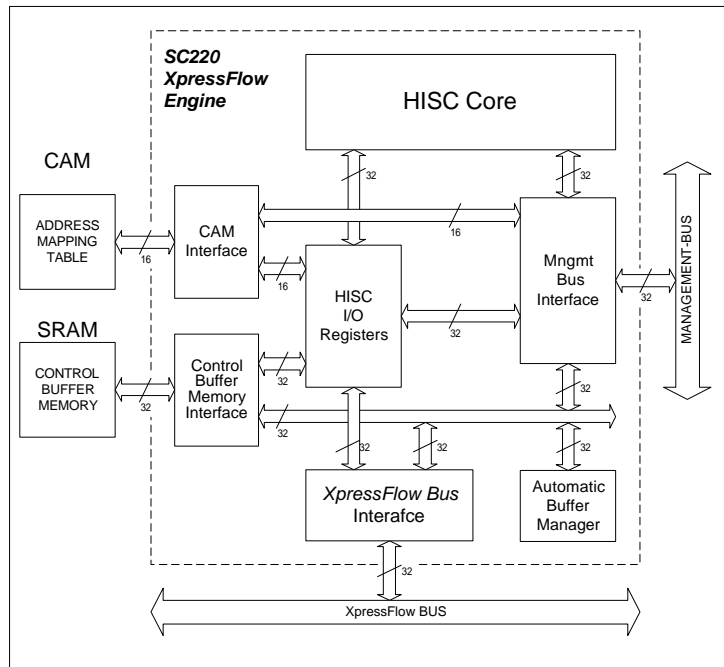 SC220
XpressFlow
Engine
HISC Core
CAM
32
32
ADDRESS
MAPPING
TABLE
16
CAM
Interface
16
16
Mngmt
Bus
Interface
32
MANAGEMENT-BUS
HISC
I/O
Registers
32
SRAM
CONTROL
BUFFER
MEMORY
32
Control
Buffer
Memory
Interface
32
32
32
32
32
32
XpressFlow Bus
Interafce
Automatic
Buffer
Manager
32
XpressFlow BUS